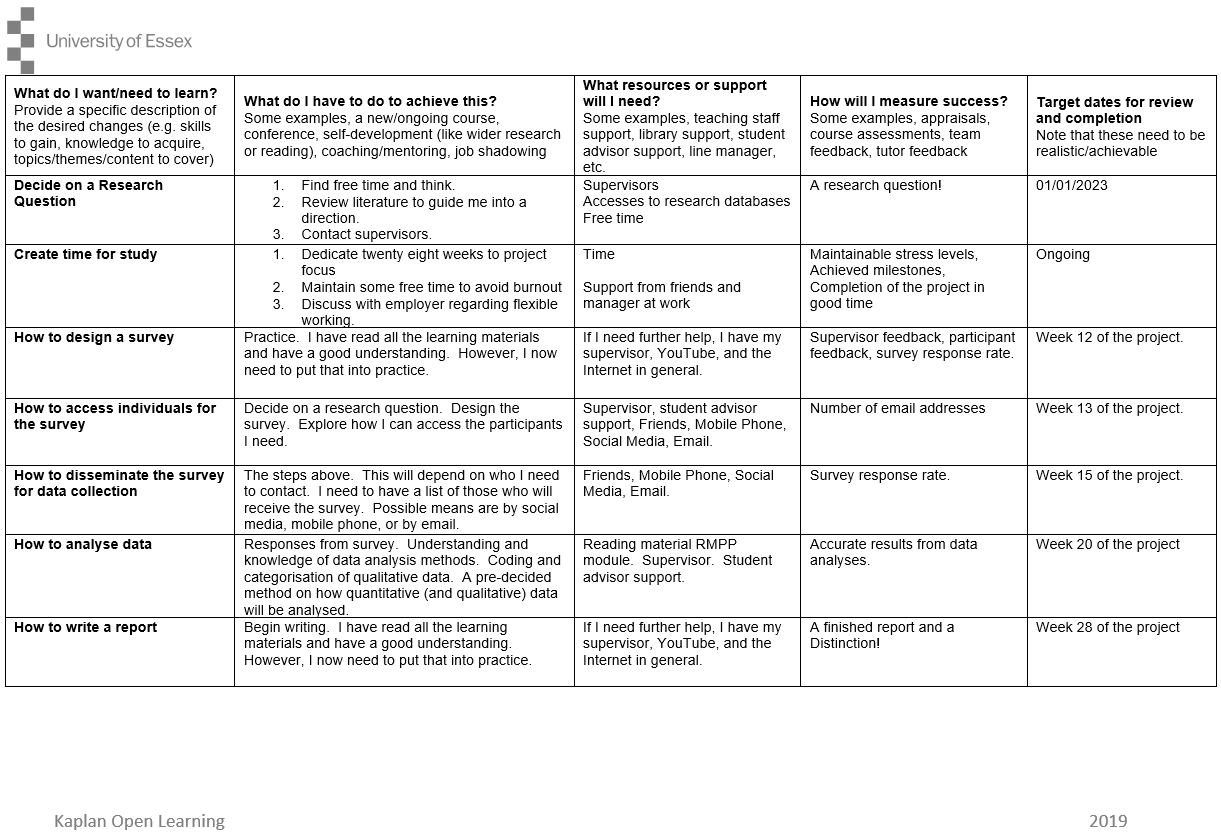 University of Essex
What do I want/need to learn?
Provide a specific description of
the desired changes (e.g. skills
to gain, knowledge to acquire,
topics/themes/content to cover)
What do I have to do to achieve this?
Some examples, a new/ongoing course,
conference, self-development (like wider research
or reading), coaching/mentoring, job shadowing
What resources or support
will I need?
Some examples, teaching staff
support, library support, student
advisor support, line manager,
etc.
How will I measure success?
Some examples, appraisals,
course assessments, team
feedback, tutor feedback
Target dates for review
and completion
Note that these need to be
realistic/achievable
Decide on a Research
Question
1. Find free time and think.
2. Review literature to guide me into a
direction.
3. Contact supervisors.
Supervisors
Accesses to research databases
Free time
A research question!
01/01/2023
Create time for study
1. Dedicate twenty eight weeks to project
focus
2. Maintain some free time to avoid burnout
3. Discuss with employer regarding flexible
working.
Time
Support from friends and
manager at work
Maintainable stress levels,
Achieved milestones,
Completion of the project in
good time
Ongoing
How to design a survey
Practice. I have read all the learning materials
and have a good understanding. However, I now
need to put that into practice.
If I need further help, I have my
supervisor, YouTube, and the
Internet in general.
Supervisor feedback, participant
feedback, survey response rate.
Week 12 of the project.
How to access individuals for
the survey
Decide on a research question. Design the
survey. Explore how I can access the participants
I need.
Supervisor, student advisor
support, Friends, Mobile Phone,
Social Media, Email.
Number of email addresses
Week 13 of the project.
How to disseminate the survey
for data collection
The steps above. This will depend on who I need
to contact. I need to have a list of those who will
receive the survey. Possible means are by social
media, mobile phone, or by email.
Friends, Mobile Phone, Social
Media, Email.
Survey response rate.
Week 15 of the project.
How to analyse data
Responses from survey. Understanding and
knowledge of data analysis methods. Coding and
categorisation of qualitative data. A pre-decided
method on how quantitative (and qualitative) data
will be analysed.
Reading material RMPP
module. Supervisor. Student
advisor support.
Accurate results from data
analyses.
Week 20 of the project
How to write a report
Begin writing. I have read all the learning
materials and have a good understanding.
However, I now need to put that into practice.
If I need further help, I have my
supervisor, YouTube, and the
Internet in general.
A finished report and a
Distinction!
Week 28 of the project
Kaplan Open Learning
2019